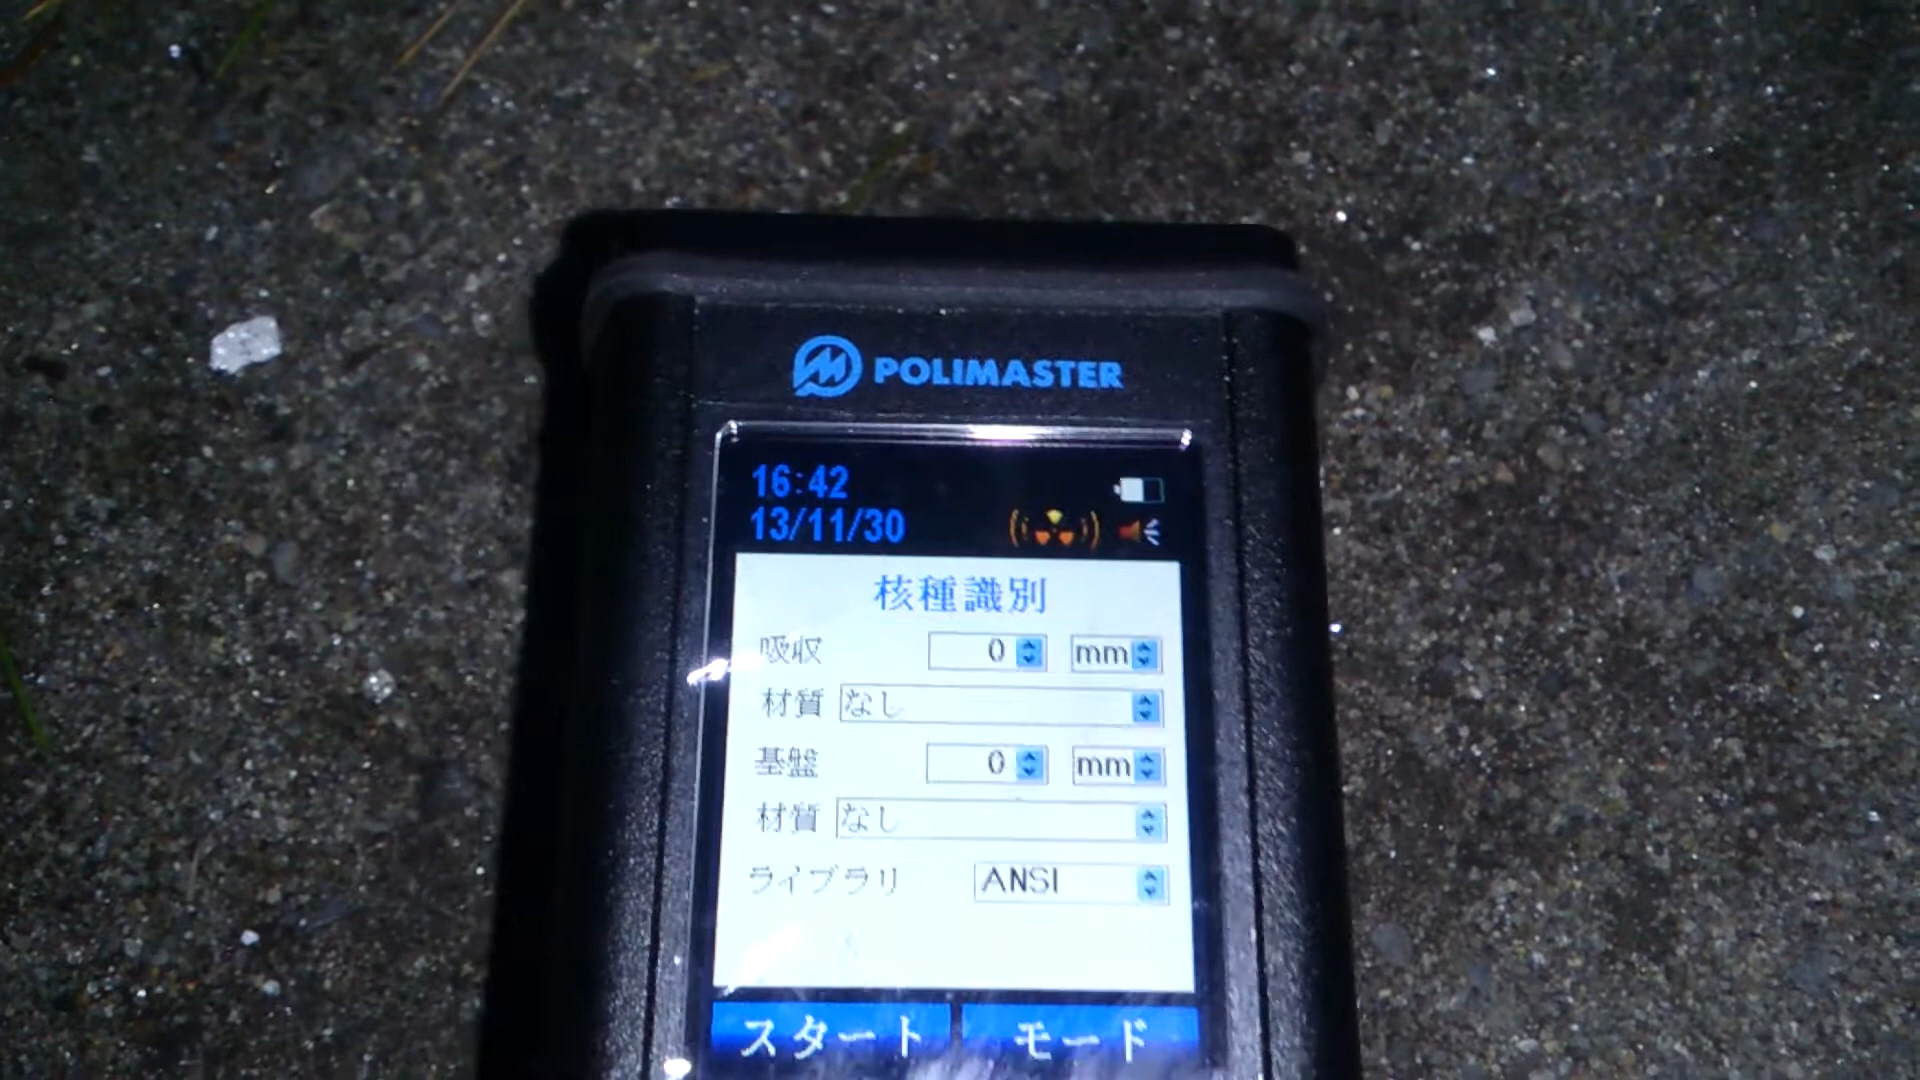 POLIMASTER
16:42
13/11/30
核種識別
吸収 0 mm
材質 なし
基盤 0 mm
材質 なし
ライブラリ ANSI
スタート モード